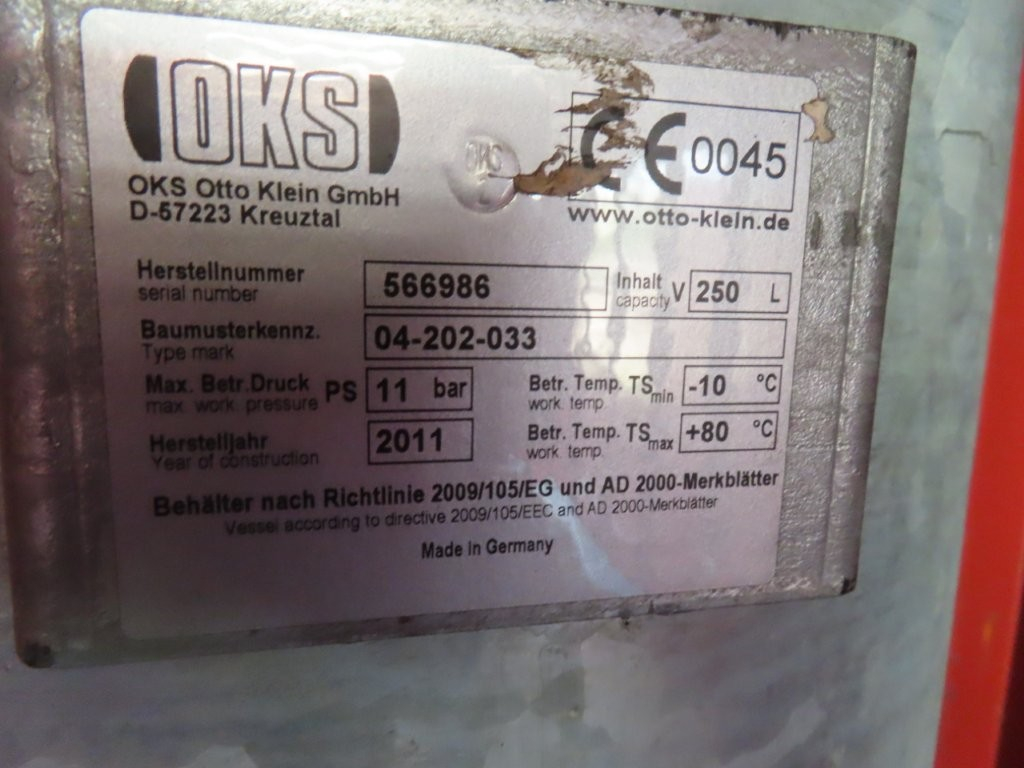 OKS
OKS Otto Klein GmbH
D-57223 Kreuztal
CE 0045
www.otto-klein.de
Herstellnummer
serial number
566986
Inhalt
capacity
V
250 L
Baumusterkennz.
Type mark
04-202-033
Max. Betr.Druck
max. work. pressure
PS
11 bar
Betr. Temp. TSmin
work. temp.
-10 °C
Herstelljahr
Year of construction
2011
Betr. Temp. TSmax
work. temp.
+80 °C
Behälter nach Richtlinie 2009/105/EG und AD 2000-Merkblätter
Vessel according to directive 2009/105/EEC and AD 2000-Merkblätter
Made in Germany